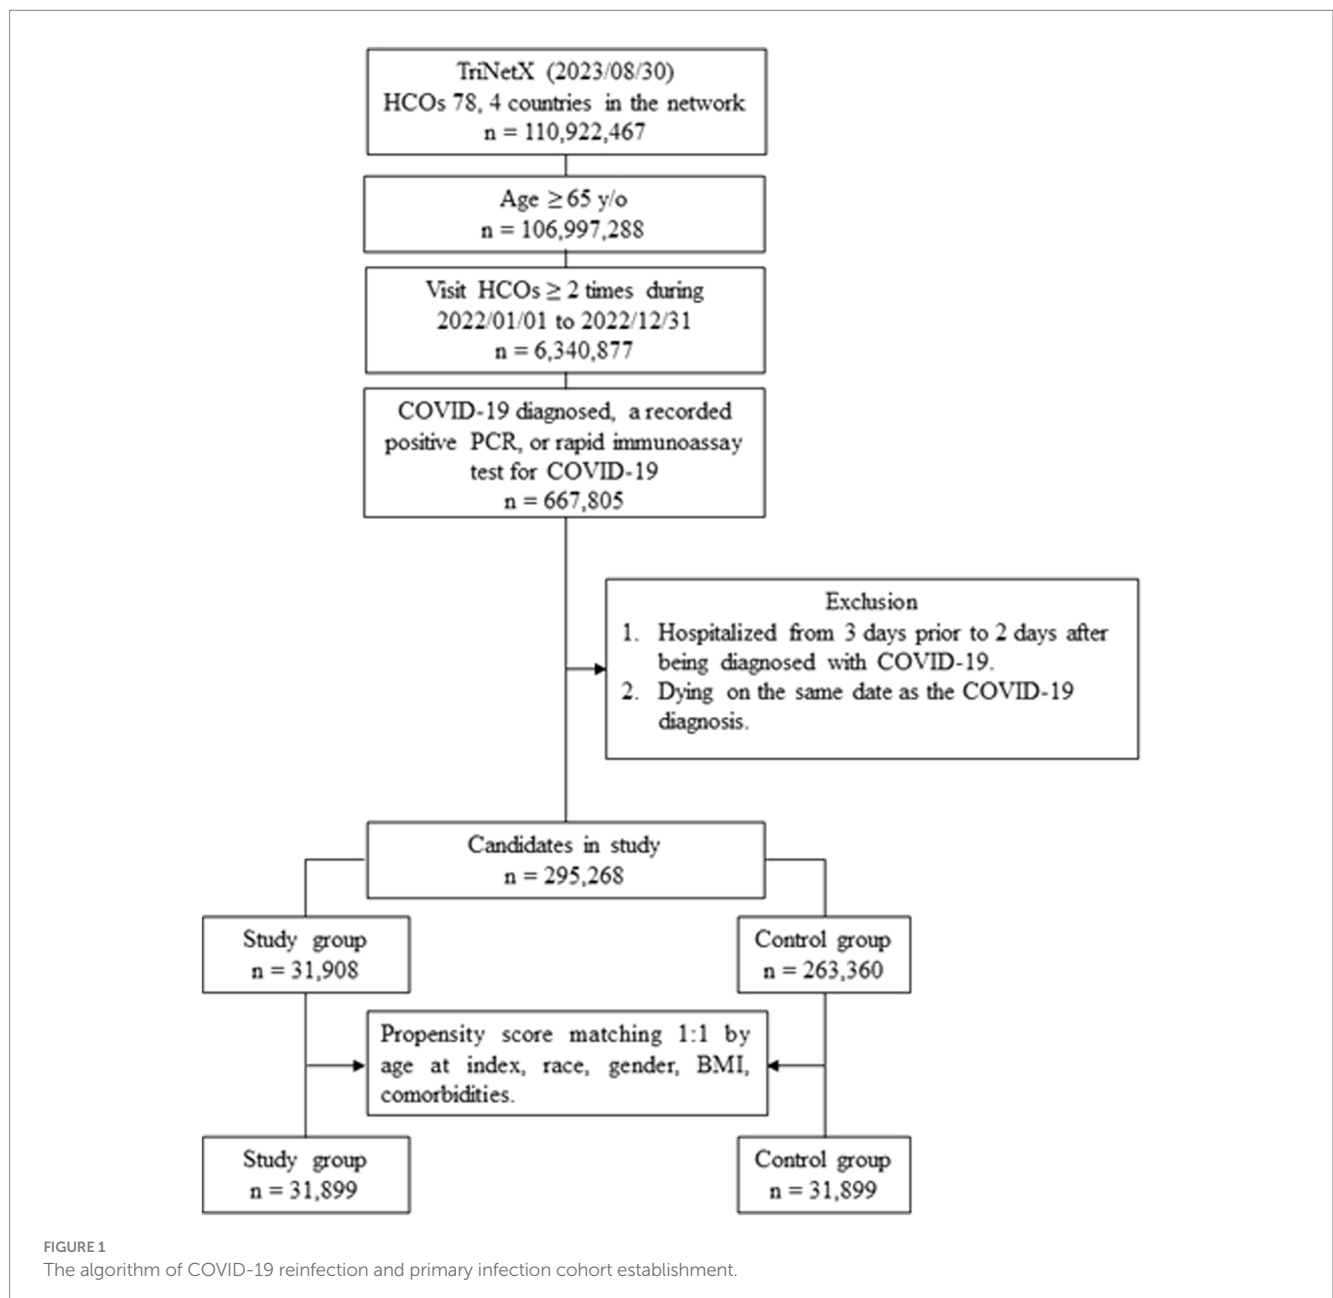 TriNetX (2023/08/30)
HCOs 78, 4 countries in the network
n = 110,922,467
Age ≥65 y/o
n = 106,997,288
Visit HCOs ≥ 2 times during
2022/01/01 to 2022/12/31
n = 6,340,877
COVID-19 diagnosed, a recorded
positive PCR, or rapid immunoassay
test for COVID-19
n = 667,805
Exclusion
1. Hospitalized from 3 days prior to 2 days after
being diagnosed with COVID-19.
2. Dying on the same date as the COVID-19
diagnosis.
Candidates in study
n = 295,268
Study group
n = 31,908
Control group
n = 263,360
Propensity score matching 1:1 by
age at index, race, gender, BMI,
comorbidities.
Study group
n = 31,899
Control group
n = 31,899
FIGURE 1
The algorithm of COVID-19 reinfection and primary infection cohort establishment.